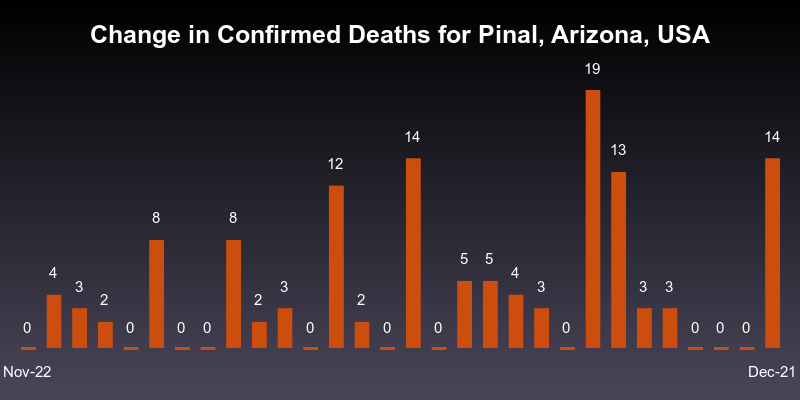 Change in Confirmed Deaths for Pinal, Arizona, USA
0 4 3 2 0 8 0 0 8 2 3 0 12 2 0 14 0 5 5 4 3 0 19 13 3 3 0 0 0 14
Nov-22 Dec-21